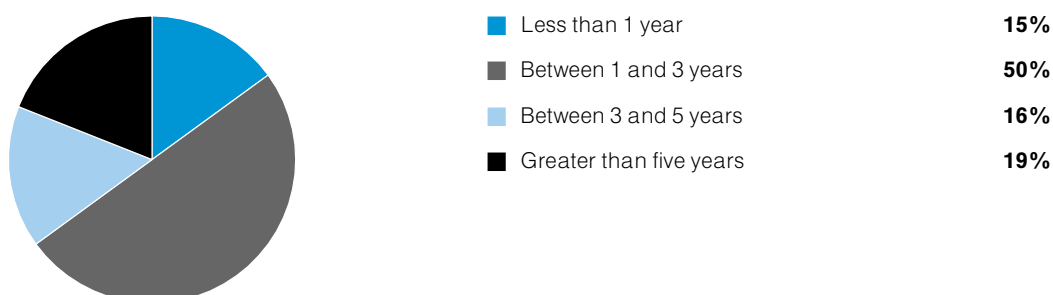 Less than 1 year 15%
Between 1 and 3 years 50%
Between 3 and 5 years 16%
Greater than five years 19%